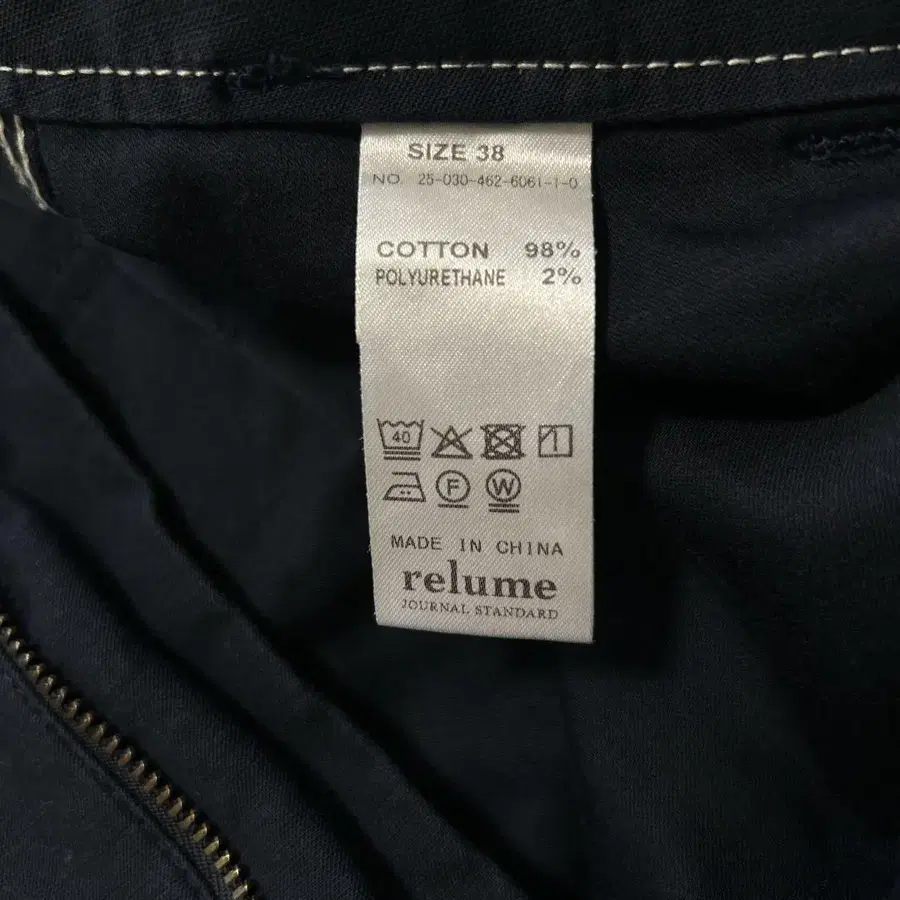 SIZE 38
NO. 25-030-462-6061-1-0
COTTON 98%
POLYURETHANE 2%
40
F W
MADE IN CHINA
relume
JOURNAL STANDARD